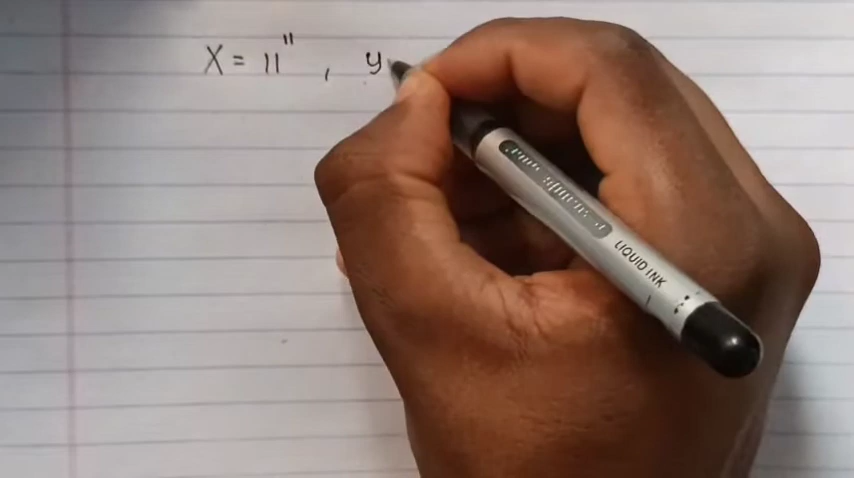 X = 11" , y
LIQUID INK